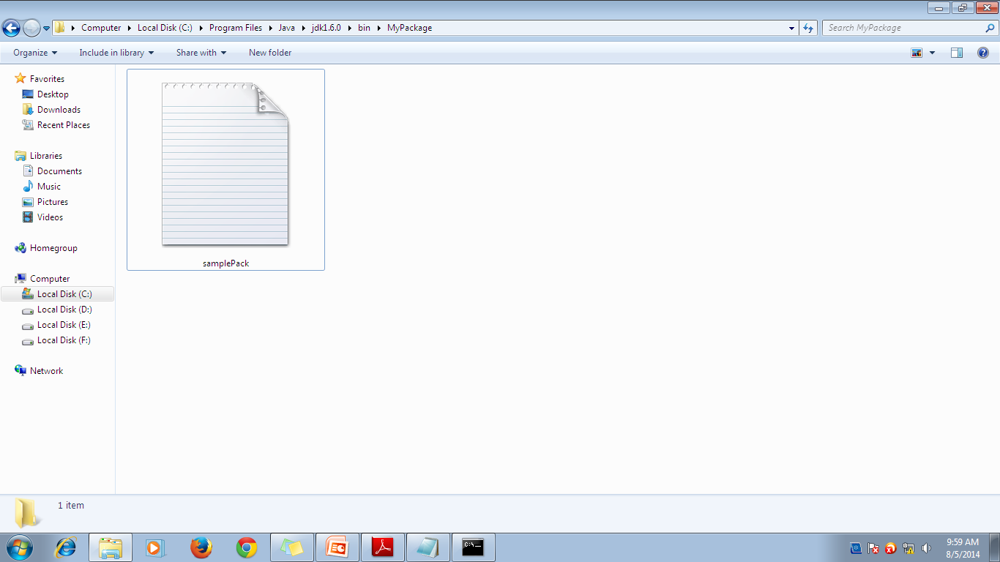 Computer Local Disk (C:) Program Files Java jdk1.6.0 bin MyPackage Search MyPackage
Organize Include in library Share with New folder
Favorites
Desktop
Downloads
Recent Places
Libraries
Documents
Music
Pictures
Videos
Homegroup
Computer
Local Disk (C:)
Local Disk (D:)
Local Disk (E:)
Local Disk (F:)
Network
samplePack
1 item
C:\_
9:59 AM
8/5/2014